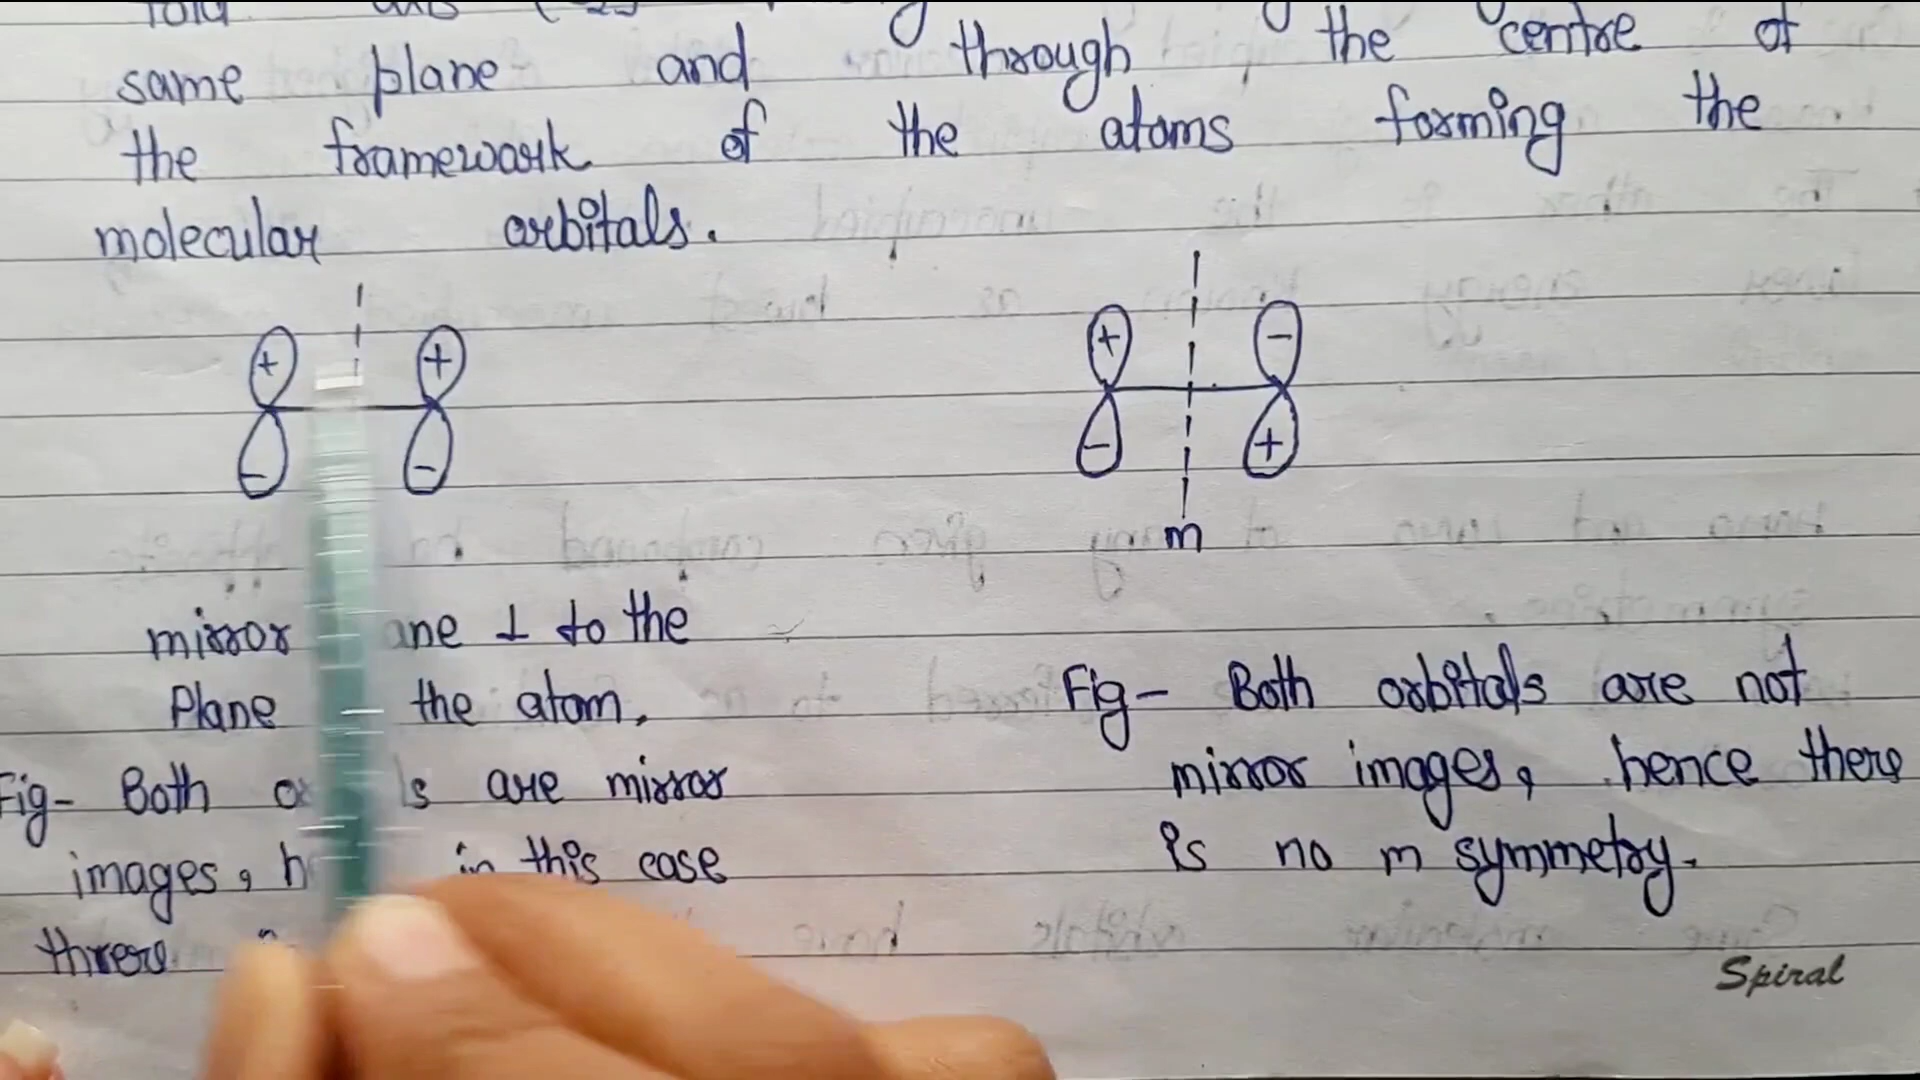 same plane and through the centre of
the framework of the atoms forming the
molecular orbitals.
+ +
- -
+ -
- +
m
mirror ane ⊥ to the
Plane the atom.
Fig- Both are mirror
images, in this case
threre
Fig- Both orbitals are not
mirror images, hence there
is no m symmetry.
Spiral